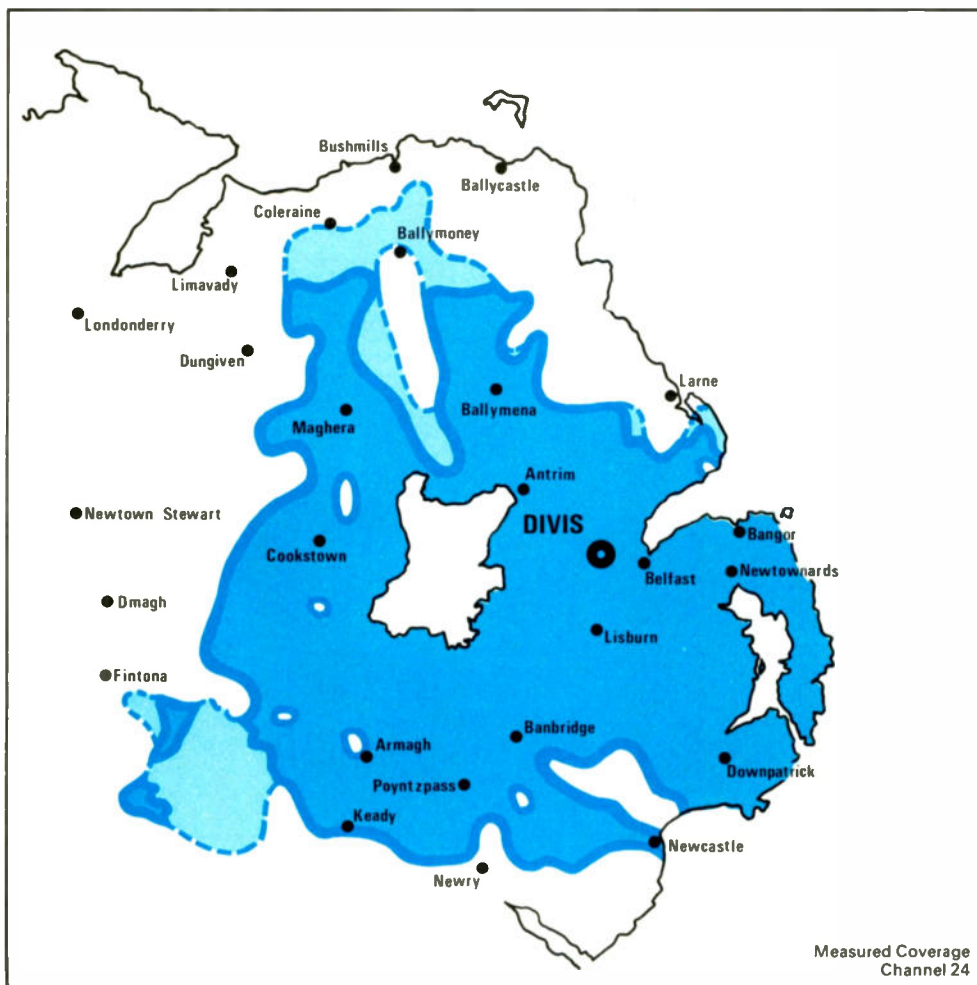 Bushmills
Ballycastle
Coleraine
Ballymoney
Limavady
Londonderry
Dungiven
Larne
Ballymena
Maghera
Antrim
Newtown Stewart
DIVIS
Bangor
Cookstown
Belfast
Newtownards
Dmagh
Lisburn
Fintona
Banbridge
Armagh
Downpatrick
Poyntzpass
Keady
Newcastle
Newry
Measured Coverage
Channel 24